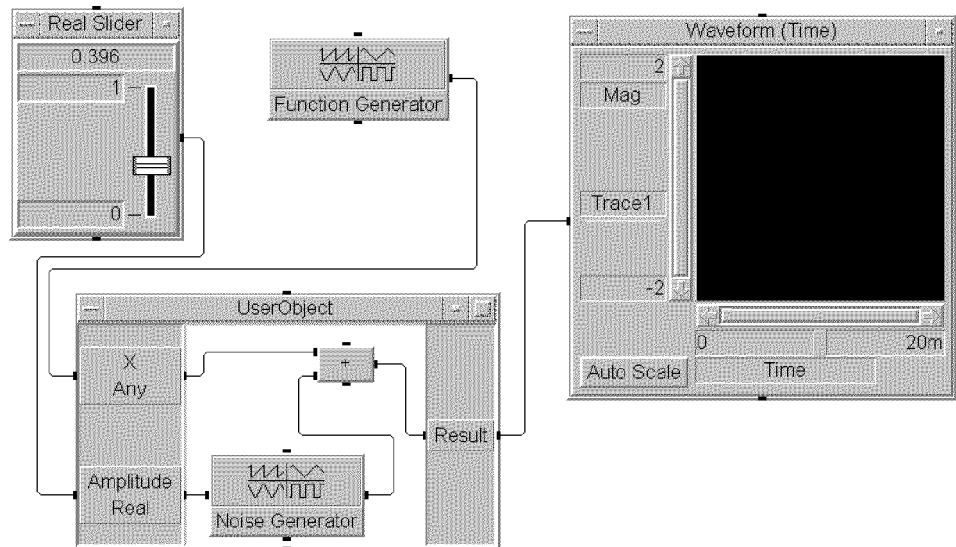 Real Slider
0.396
1
0
Function Generator
Waveform (Time)
2
Mag
Trace1
-2
0
20m
Auto Scale
Time
UserObject
X
Any
+
Result
Amplitude
Real
Noise Generator